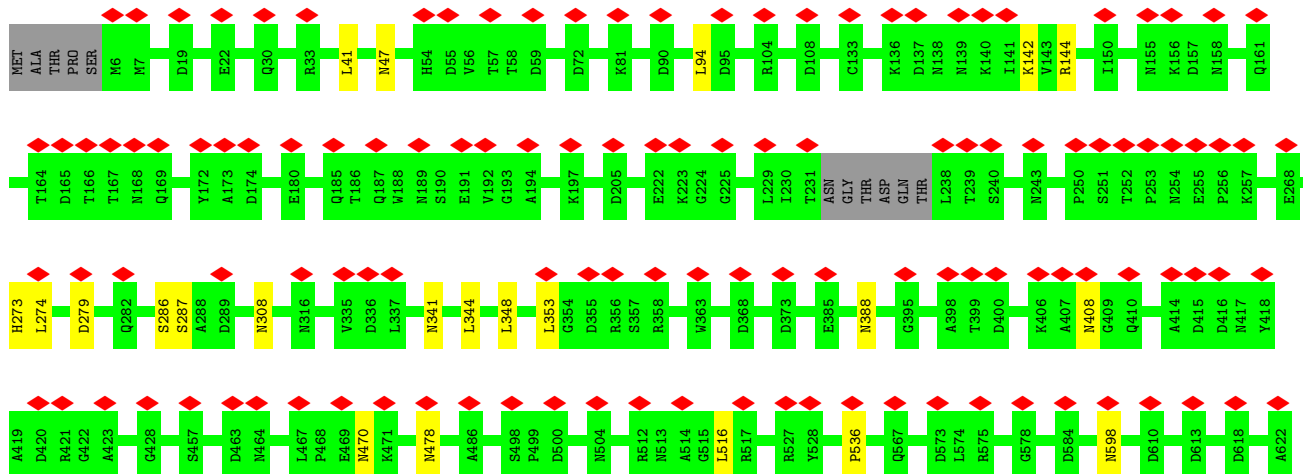 MET ALA THR PRO SER M6 M7 D19 E22 Q30 R33 L41 N47 H54 D55 V56 T57 T58 D59 D72 K81 D90 L94 D95 R104 D108 C133 K136 D137 N138 N139 K140 I141 K142 V143 R144 I150 N155 K156 D157 N158 Q161
T164 D165 T166 T167 N168 Q169 Y172 A173 D174 E180 Q185 T186 Q187 W188 N189 S190 E191 V192 G193 A194 K197 D205 E222 K223 G224 G225 L229 I230 T231 ASN GLY THR ASP GLN THR L238 T239 S240 N243 P250 S251 T252 P253 N254 E255 P256 K257 E268
H273 L274 D279 Q282 S286 S287 A288 D289 N308 N316 V335 D336 L337 N341 L344 L348 L353 G354 D355 R356 S357 R358 W363 D368 D373 E385 N388 G395 A398 T399 D400 K406 A407 N408 G409 Q410 A414 D415 D416 N417 Y418
A419 D420 R421 G422 A423 G428 S457 D463 N464 L467 P468 E469 N470 K471 N478 A486 S498 P499 D500 N504 R512 N513 A514 G515 L516 R517 R527 Y528 P536 Q567 D573 L574 R575 G578 D584 N598 D610 D613 D618 A622